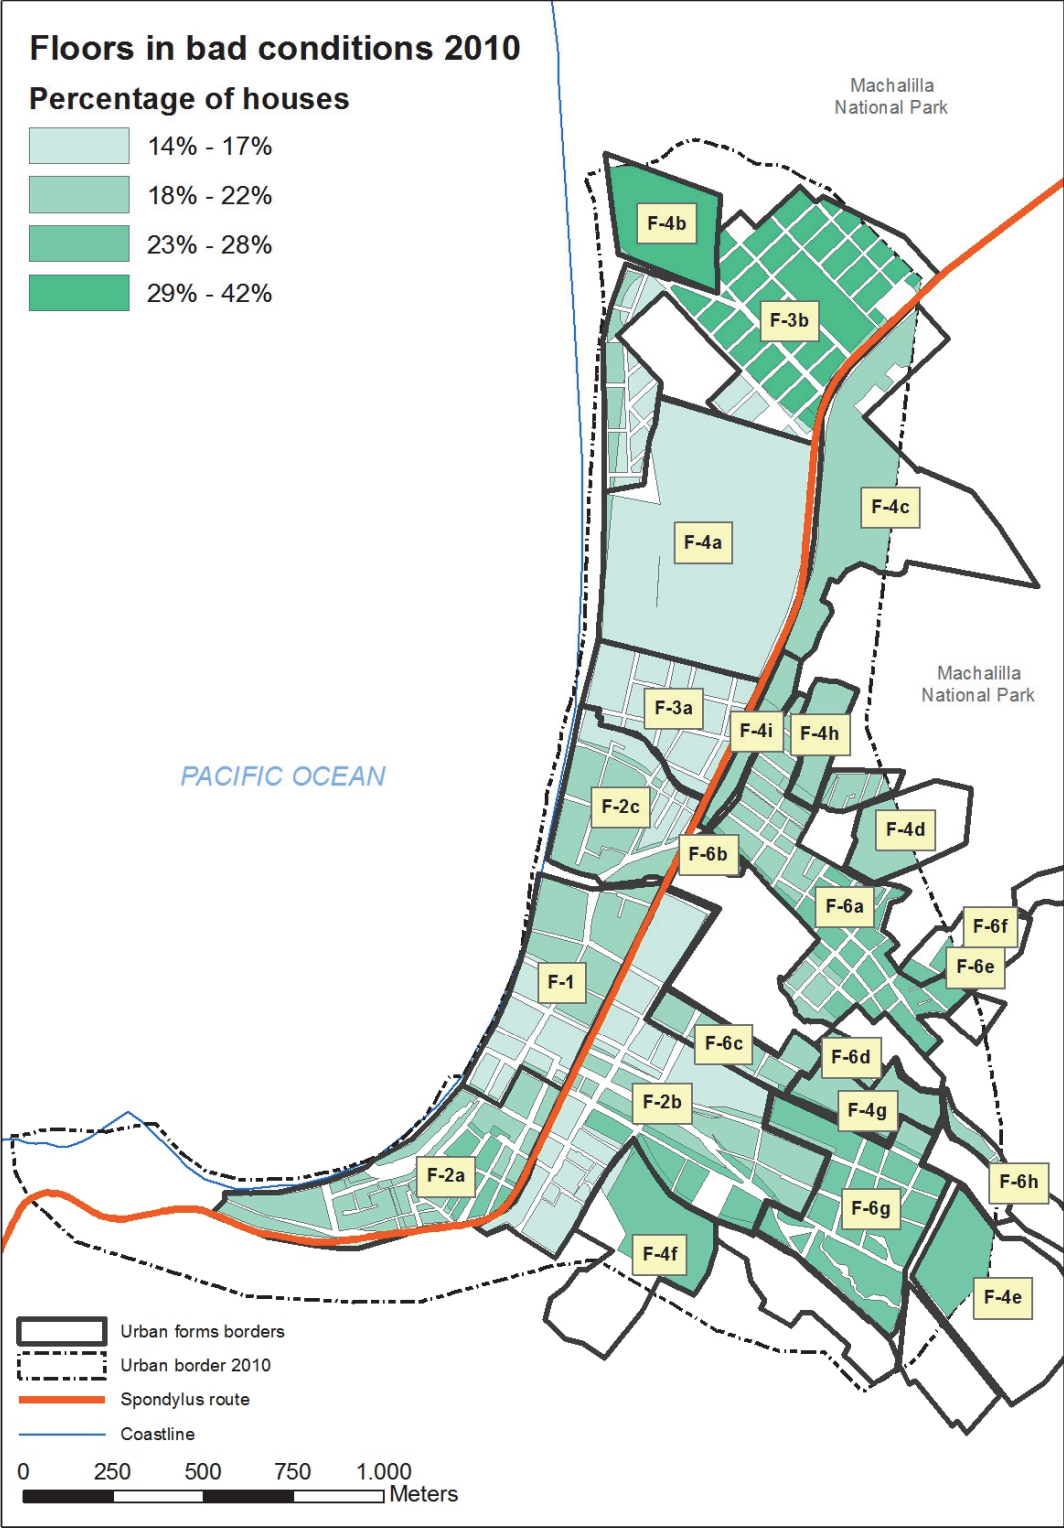 Floors in bad conditions 2010
Percentage of houses
14% - 17%
18% - 22%
23% - 28%
29% - 42%
Machalilla
National Park
F-4b
F-3b
F-4c
F-4a
Machalilla
National Park
F-3a
F-4i
F-4h
PACIFIC OCEAN
F-2c
F-4d
F-6b
F-6a
F-6f
F-6e
F-1
F-6c
F-6d
F-2b
F-4g
F-2a
F-6h
F-6g
F-4f
F-4e
Urban forms borders
Urban border 2010
Spondylus route
Coastline
0 250 500 750 1.000
Meters